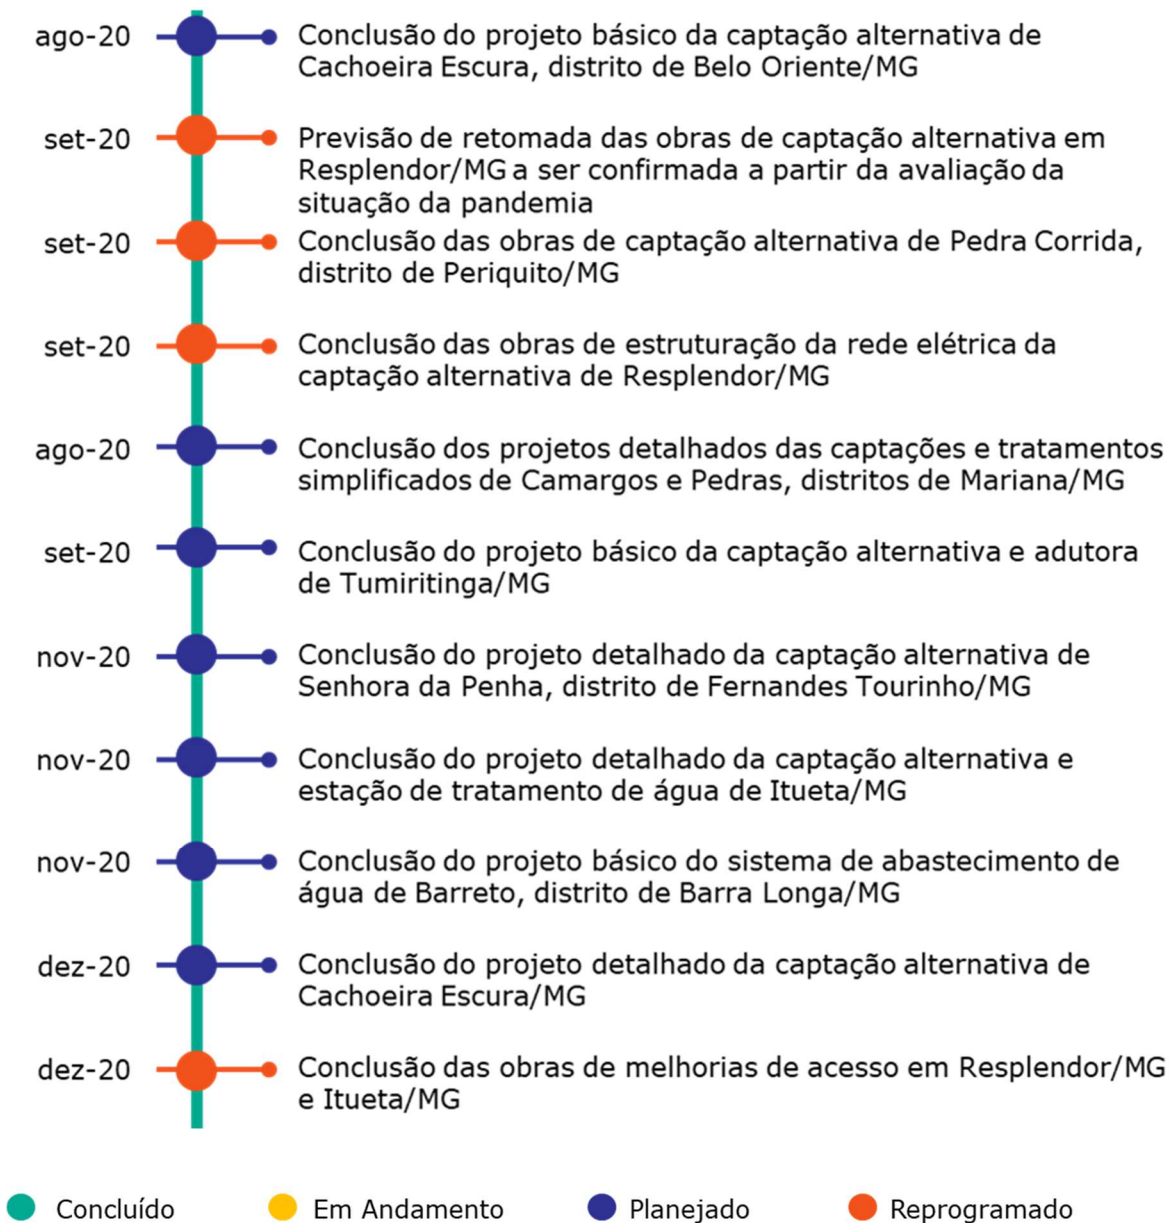 ago-20 Conclusão do projeto básico da captação alternativa de
Cachoeira Escura, distrito de Belo Oriente/MG
set-20 Previsão de retomada das obras de captação alternativa em
Resplendor/MG a ser confirmada a partir da avaliação da
situação da pandemia
set-20 Conclusão das obras de captação alternativa de Pedra Corrida,
distrito de Periquito/MG
set-20 Conclusão das obras de estruturação da rede elétrica da
captação alternativa de Resplendor/MG
ago-20 Conclusão dos projetos detalhados das captações e tratamentos
simplificados de Camargos e Pedras, distritos de Mariana/MG
set-20 Conclusão do projeto básico da captação alternativa e adutora
de Tumiritinga/MG
nov-20 Conclusão do projeto detalhado da captação alternativa de
Senhora da Penha, distrito de Fernandes Tourinho/MG
nov-20 Conclusão do projeto detalhado da captação alternativa e
estação de tratamento de água de Itueta/MG
nov-20 Conclusão do projeto básico do sistema de abastecimento de
água de Barreto, distrito de Barra Longa/MG
dez-20 Conclusão do projeto detalhado da captação alternativa de
Cachoeira Escura/MG
dez-20 Conclusão das obras de melhorias de acesso em Resplendor/MG
e Itueta/MG
Concluído Em Andamento Planejado Reprogramado